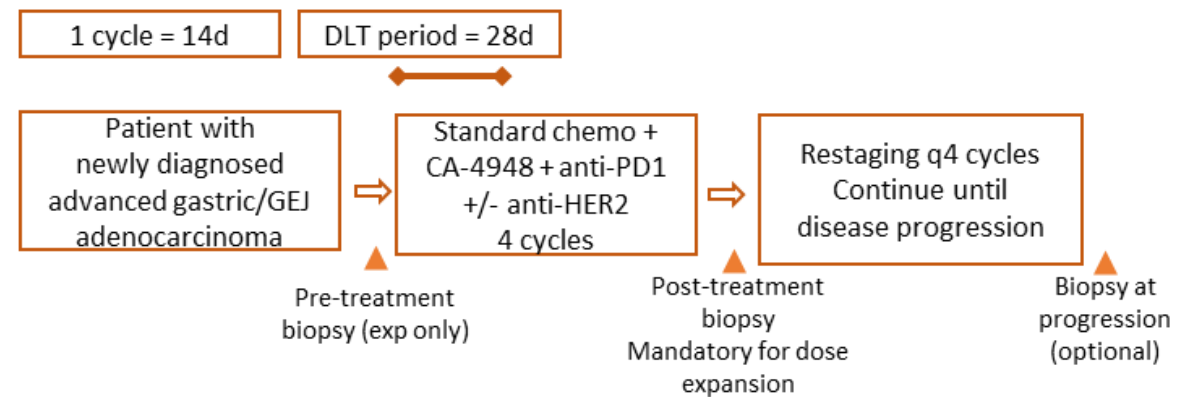 1 cycle = 14d
DLT period = 28d
Patient with
newly diagnosed
advanced gastric/GEJ
adenocarcinoma
Standard chemo +
CA-4948 + anti-PD1
+/- anti-HER2
4 cycles
Restaging q4 cycles
Continue until
disease progression
Pre-treatment
biopsy (exp only)
Post-treatment
biopsy
Mandatory for dose
expansion
Biopsy at
progression
(optional)